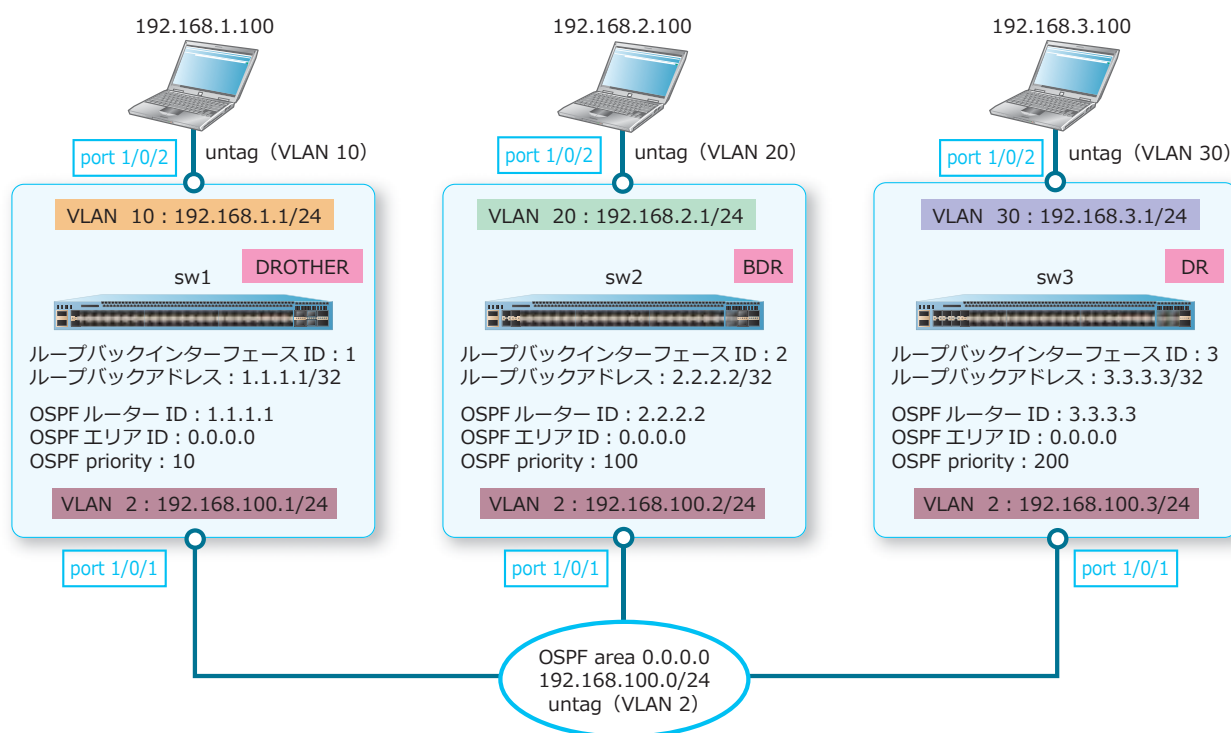 192.168.1.100
port 1/0/2
untag（VLAN 10）
VLAN 10：192.168.1.1/24
DROTHER
sw1
ループバックインターフェース ID：1
ループバックアドレス：1.1.1.1/32
OSPF ルーター ID：1.1.1.1
OSPF エリア ID：0.0.0.0
OSPF priority：10
VLAN 2：192.168.100.1/24
port 1/0/1
192.168.2.100
port 1/0/2
untag（VLAN 20）
VLAN 20：192.168.2.1/24
BDR
sw2
ループバックインターフェース ID：2
ループバックアドレス：2.2.2.2/32
OSPF ルーター ID：2.2.2.2
OSPF エリア ID：0.0.0.0
OSPF priority：100
VLAN 2：192.168.100.2/24
port 1/0/1
192.168.3.100
port 1/0/2
untag（VLAN 30）
VLAN 30：192.168.3.1/24
DR
sw3
ループバックインターフェース ID：3
ループバックアドレス：3.3.3.3/32
OSPF ルーター ID：3.3.3.3
OSPF エリア ID：0.0.0.0
OSPF priority：200
VLAN 2：192.168.100.3/24
port 1/0/1
OSPF area 0.0.0.0
192.168.100.0/24
untag（VLAN 2）